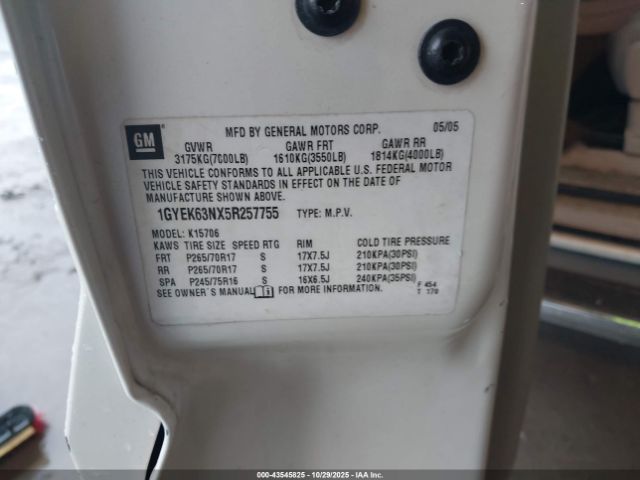 GM
MFD BY GENERAL MOTORS CORP. 05/05
GVWR GAWR FRT GAWR RR
3175KG(7000LB) 1610KG(3550LB) 1814KG(4000LB)
THIS VEHICLE CONFORMS TO ALL APPLICABLE U.S. FEDERAL MOTOR
VEHICLE SAFETY STANDARDS IN EFFECT ON THE DATE OF
MANUFACTURE SHOWN ABOVE.
1GYEK63NX5R257755 TYPE: M.P.V.
MODEL: K15706
KAWS TIRE SIZE SPEED RTG RIM COLD TIRE PRESSURE
FRT P265/70R17 S 17X7.5J 210KPA(30PSI)
RR P265/70R17 S 17X7.5J 210KPA(30PSI)
SPA P245/75R16 S 16X6.5J 240KPA(35PSI)
SEE OWNER'S MANUAL FOR MORE INFORMATION. F 454
T 179
000-43545825 - 10/29/2025 - IAA Inc.